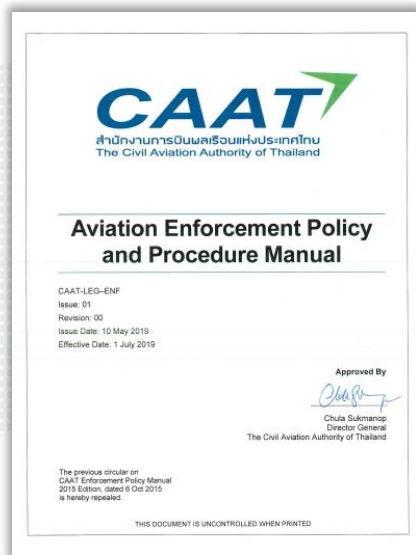 CAAT
สำนักงานการบินพลเรือนแห่งประเทศไทย
The Civil Aviation Authority of Thailand
Aviation Enforcement Policy
and Procedure Manual
CAAT-LEG–ENF
Issue: 01
Revision: 00
Issue Date: 10 May 2019
Effective Date: 1 July 2019
Approved By
Chula Sukmanop
Director General
The Civil Aviation Authority of Thailand
The previous circular on
CAAT Enforcement Policy Manual
2015 Edition, dated 6 Oct 2015
is hereby repealed.
THIS DOCUMENT IS UNCONTROLLED WHEN PRINTED